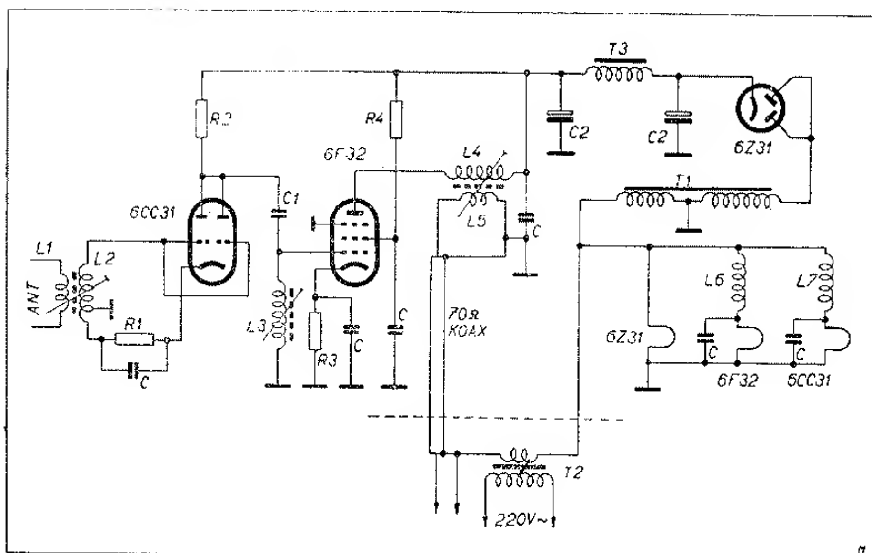 T3
R2
R4
C2
C2
6Z31
6F32
L4
6CC31
C1
T1
L5
C
L1
L2
L6
L7
ANT
70Ω
KOAX
L3
6Z31
R1
C
C
R3
C
C
C
6F32
6CC31
T2
220V~